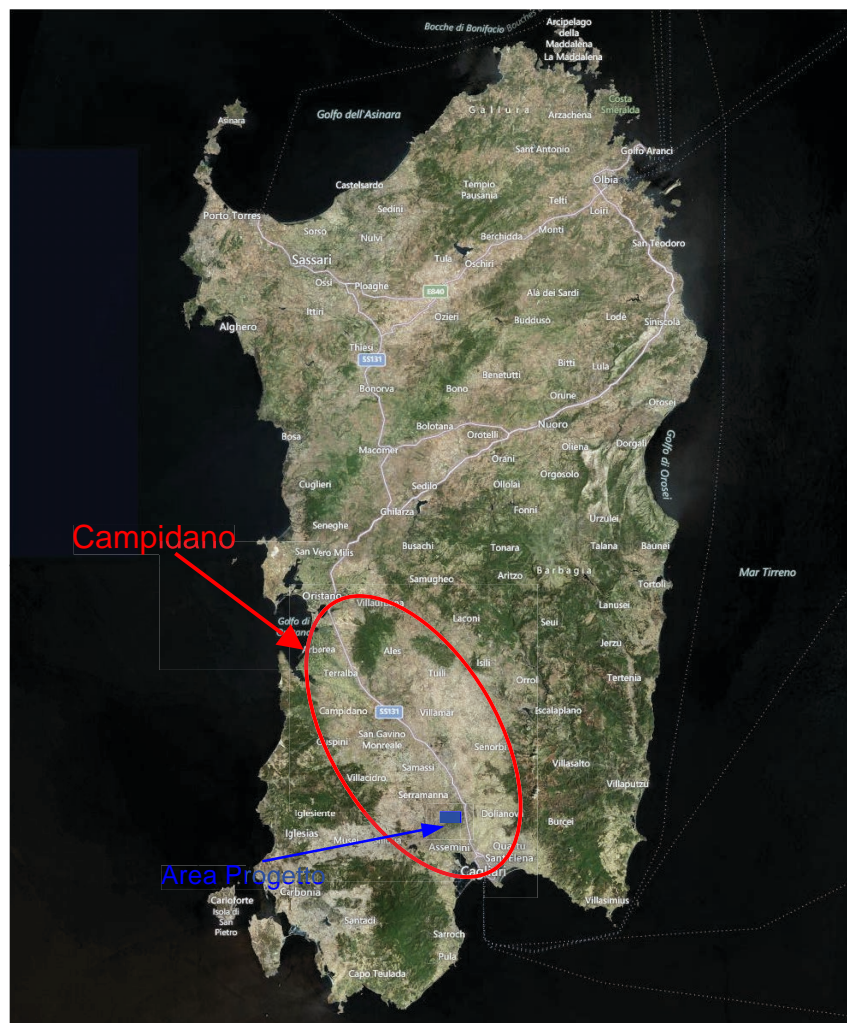 Bocche di Bonifacio
Arcipelago
della
Maddalena
La Maddalena
Costa
Smeralda
Gallura
Arzachena
Golfo dell'Asinara
Asinara
Sant'Antonio
Golfo Aranci
Olbia
Castelsardo
Tempio
Pausania
Telti
Loiri
Sedini
Porto Torres
Sorso
Nulvi
Berchidda
Monti
San Teodoro
Sassari
Tula
Oschiri
Ossi
Ploaghe
E840
Alà dei Sardi
Ittiri
Ozieri
Buddusò
Lodè
Siniscola
Alghero
Thiesi
SS131
Bitti
Lula
Benetutti
Bonorva
Bono
Orune
Orosei
Bolotana
Orotelli
Nuoro
Bosa
Macomer
Oliena
Dorgali
Golfo di Orosei
Orani
Orgosolo
Cuglieri
Sedilo
Ollolai
Ghilarza
Fonni
Urzulei
Seneghe
Campidano
San Vero Milis
Busachi
Tonara
Talana
Baunei
Barbagia
Mar Tirreno
Samugheo
Aritzo
Tortolì
Oristano
Villaurbana
Lanusei
Golfo di
Laconi
Seui
Arborea
Ales
Jerzu
Isili
Terralba
Tuili
Orrol
Tertenia
Campidano
SS131
Villamar
Escalaplano
Guspini
San Gavino
Monreale
Senorbì
Samassi
Villasalto
Villacidro
Villaputzu
Serramanna
Iglesiente
Dolianova
Burcei
Iglesias
Assemini
Quartu
Sant'Elena
Cagliari
Area Progetto
Carbonia
Carloforte
Isola di
San
Pietro
Villasimius
Santadi
Sarroch
Pula
Capo Teulada